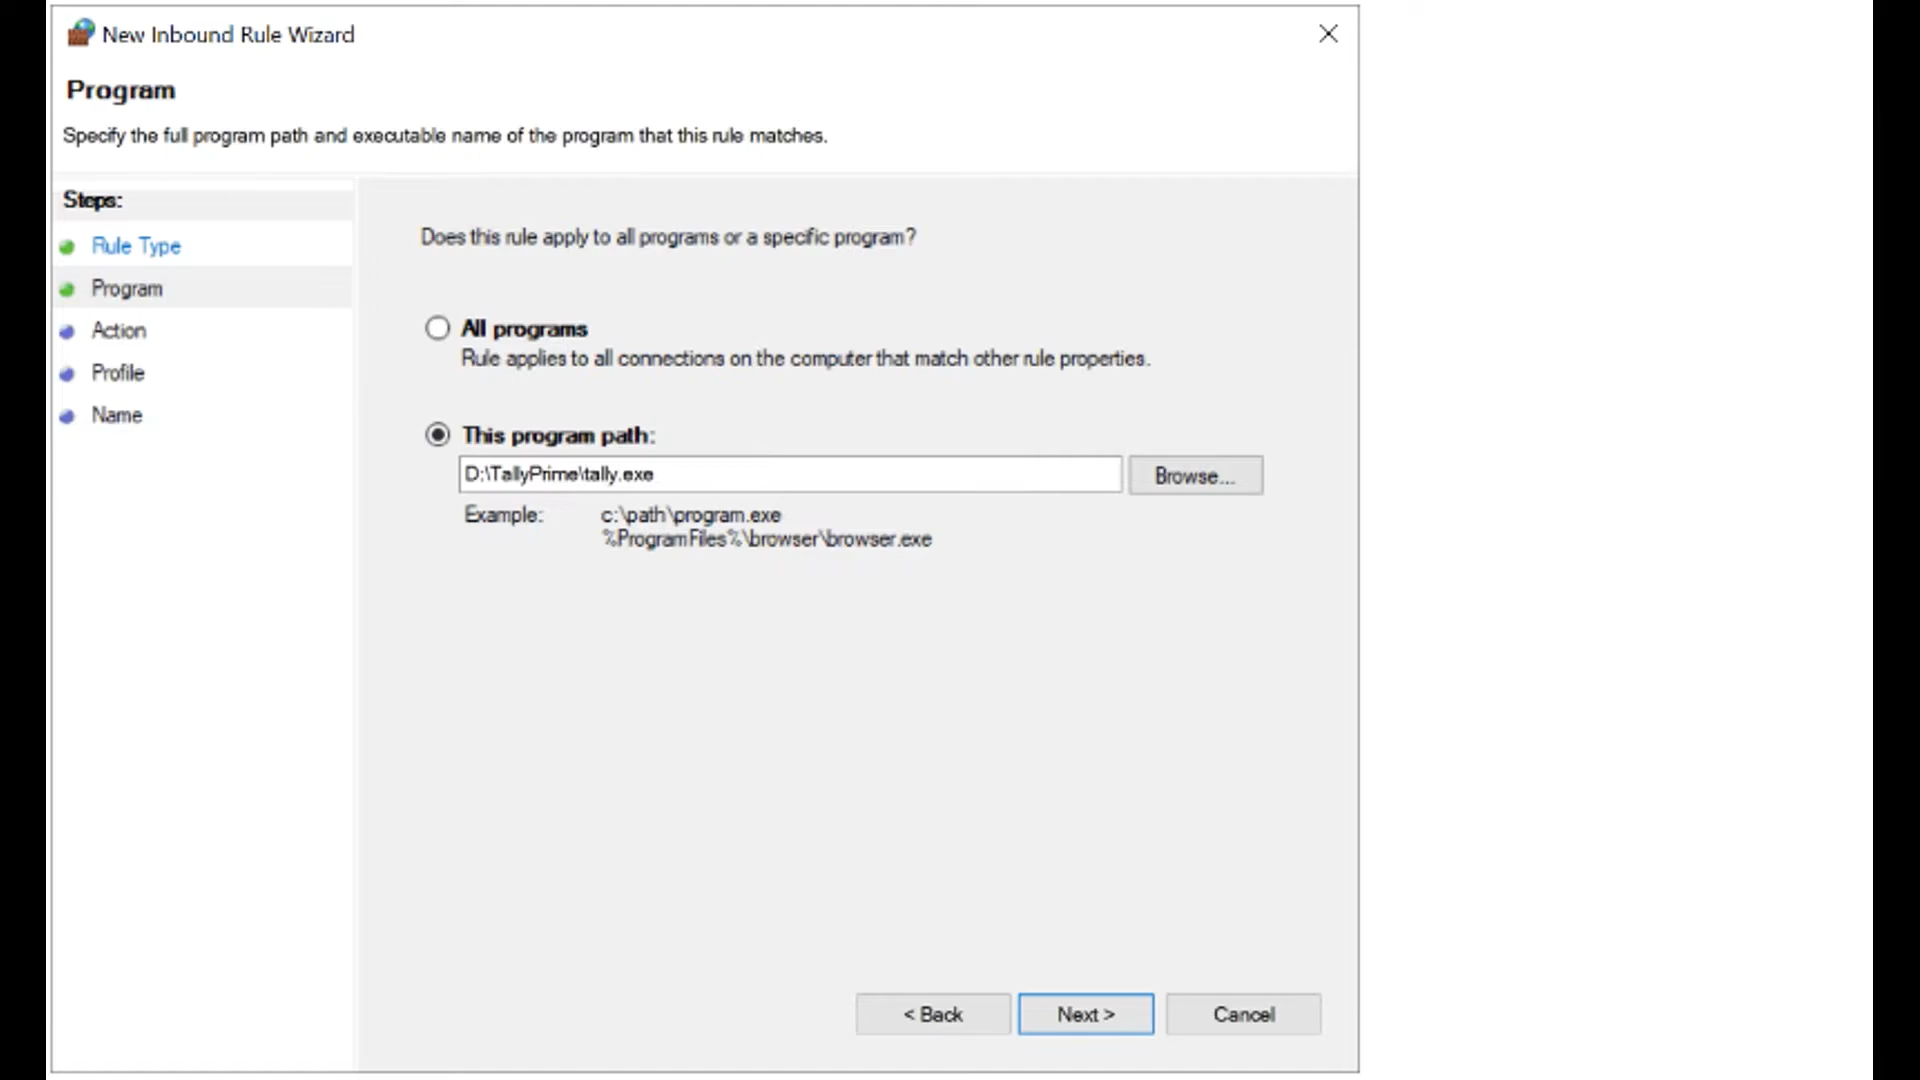 New Inbound Rule Wizard
Program
Specify the full program path and executable name of the program that this rule matches.
Steps:
Rule Type
Program
Action
Profile
Name
Does this rule apply to all programs or a specific program?
All programs
Rule applies to all connections on the computer that match other rule properties.
This program path:
D:\TallyPrime\tally.exe
Browse...
Example: c:\path\program.exe
%ProgramFiles%\browser\browser.exe
< Back Next > Cancel